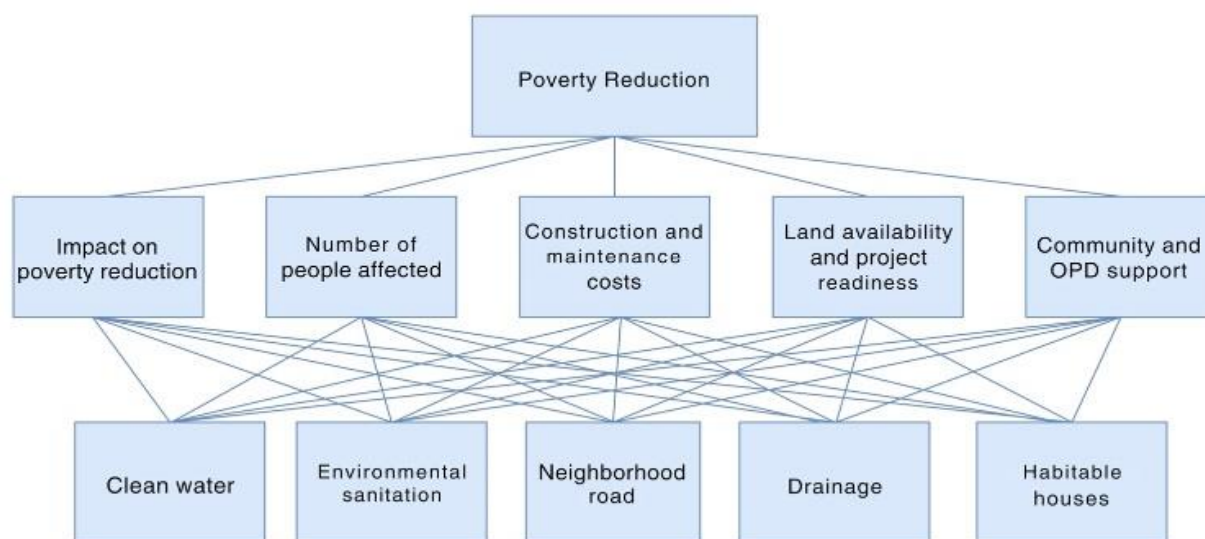 Poverty Reduction
Impact on
poverty reduction
Number of
people affected
Construction and
maintenance
costs
Land availability
and project
readiness
Community and
OPD support
Clean water
Environmental
sanitation
Neighborhood
road
Drainage
Habitable
houses